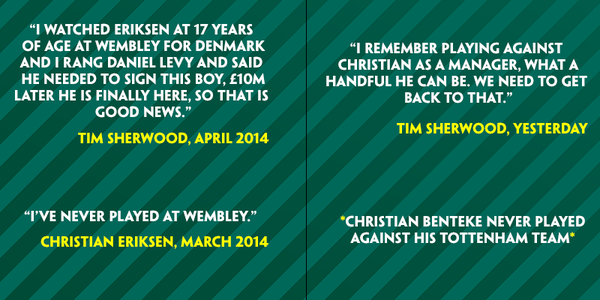 “I WATCHED ERIKSEN AT 17 YEARS
OF AGE AT WEMBLEY FOR DENMARK
AND I RANG DANIEL LEVY AND SAID
HE NEEDED TO SIGN THIS BOY, £10M
LATER HE IS FINALLY HERE, SO THAT IS
GOOD NEWS.”
TIM SHERWOOD, APRIL 2014
“I’VE NEVER PLAYED AT WEMBLEY.”
CHRISTIAN ERIKSEN, MARCH 2014
“I REMEMBER PLAYING AGAINST
CHRISTIAN AS A MANAGER, WHAT A
HANDFUL HE CAN BE. WE NEED TO GET
BACK TO THAT.”
TIM SHERWOOD, YESTERDAY
*CHRISTIAN BENTEKE NEVER PLAYED
AGAINST HIS TOTTENHAM TEAM*